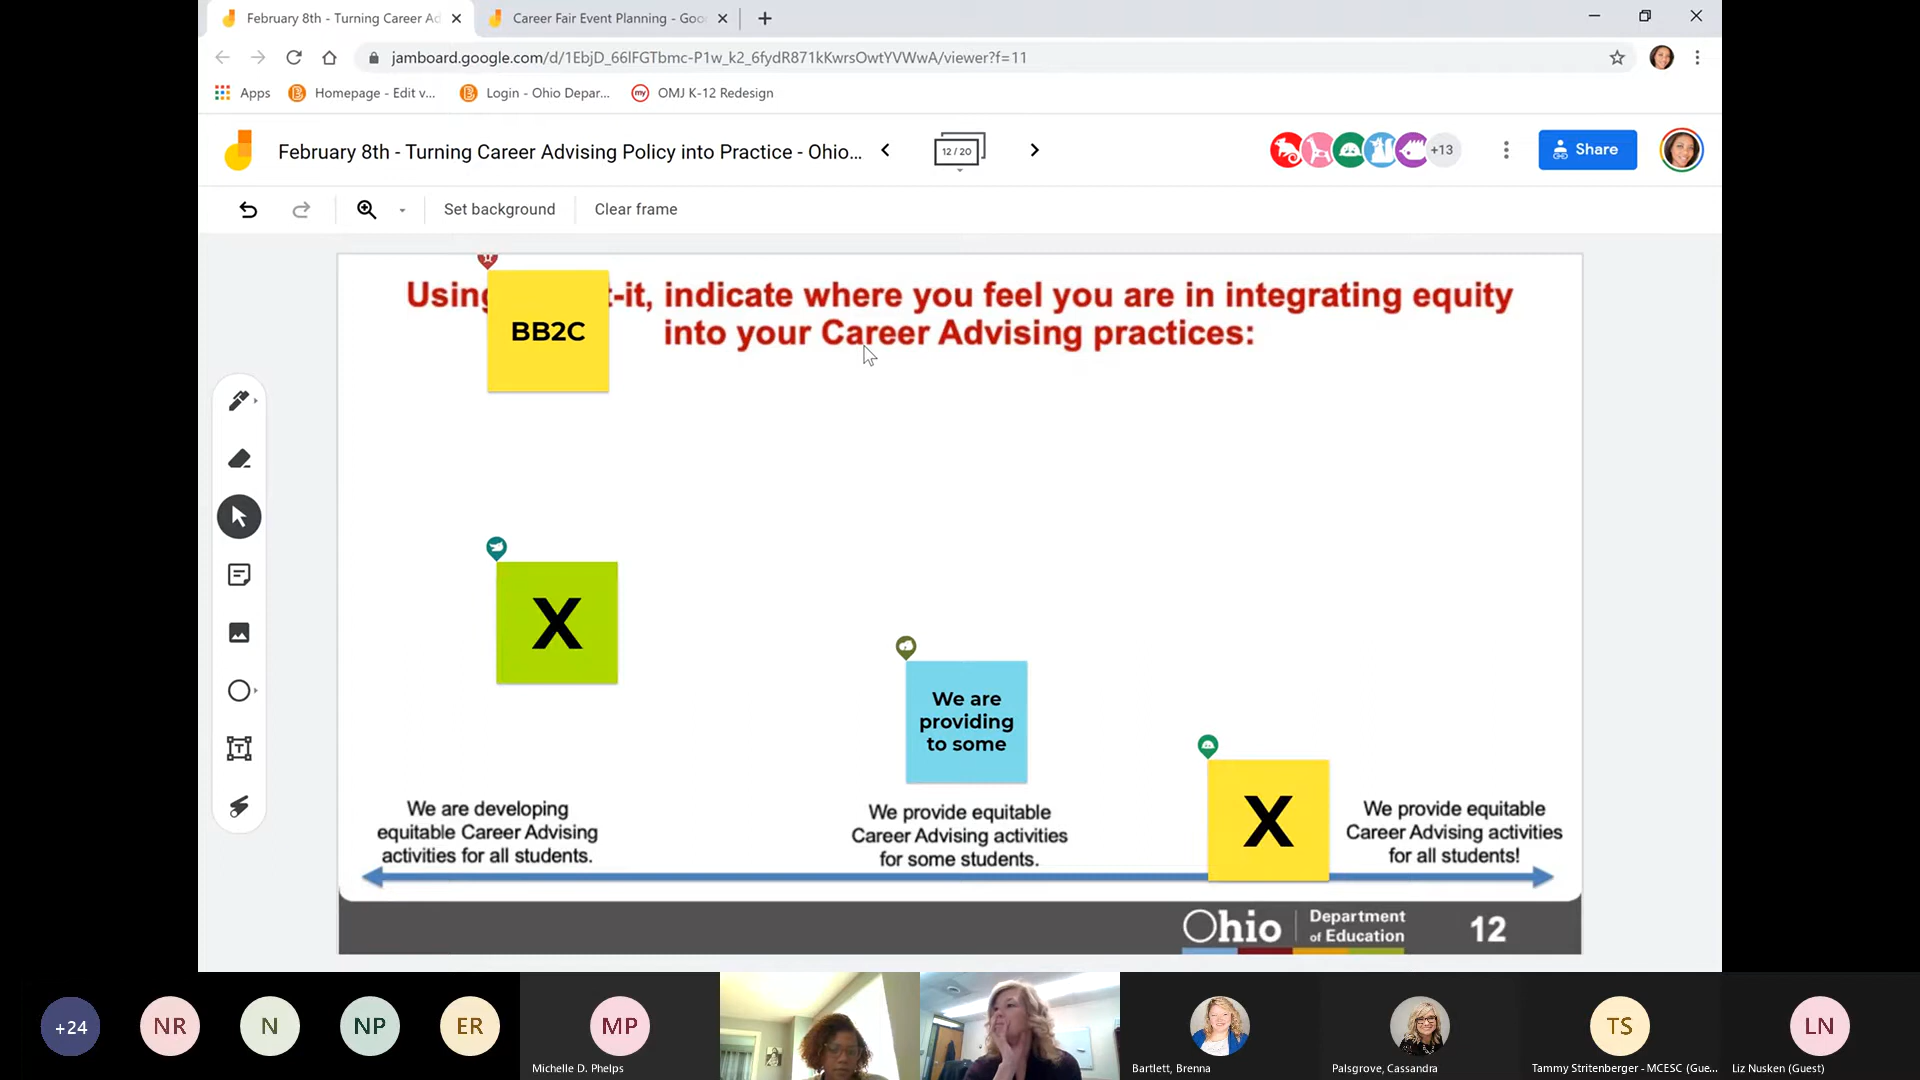 February 8th - Turning Career Ad
Career Fair Event Planning - Goo
jamboard.google.com/d/1EbjD_66lFGTbmc-P1w_k2_6fydR871kKwrsOwtYVWwA/viewer?f=11
Apps
Homepage - Edit v...
Login - Ohio Depar...
my
OMJ K-12 Redesign
February 8th - Turning Career Advising Policy into Practice - Ohio...
12 / 20
+13
Share
Set background
Clear frame
Using t-it, indicate where you feel you are in integrating equity
into your Career Advising practices:
BB2C
X
We are
providing
to some
X
We are developing
equitable Career Advising
activities for all students.
We provide equitable
Career Advising activities
for some students.
We provide equitable
Career Advising activities
for all students!
Ohio
Department
of Education
12
+24
NR
N
NP
ER
MP
Michelle D. Phelps
Bartlett, Brenna
Palsgrove, Cassandra
TS
Tammy Stritenberger - MCESC (Gue...
LN
Liz Nusken (Guest)